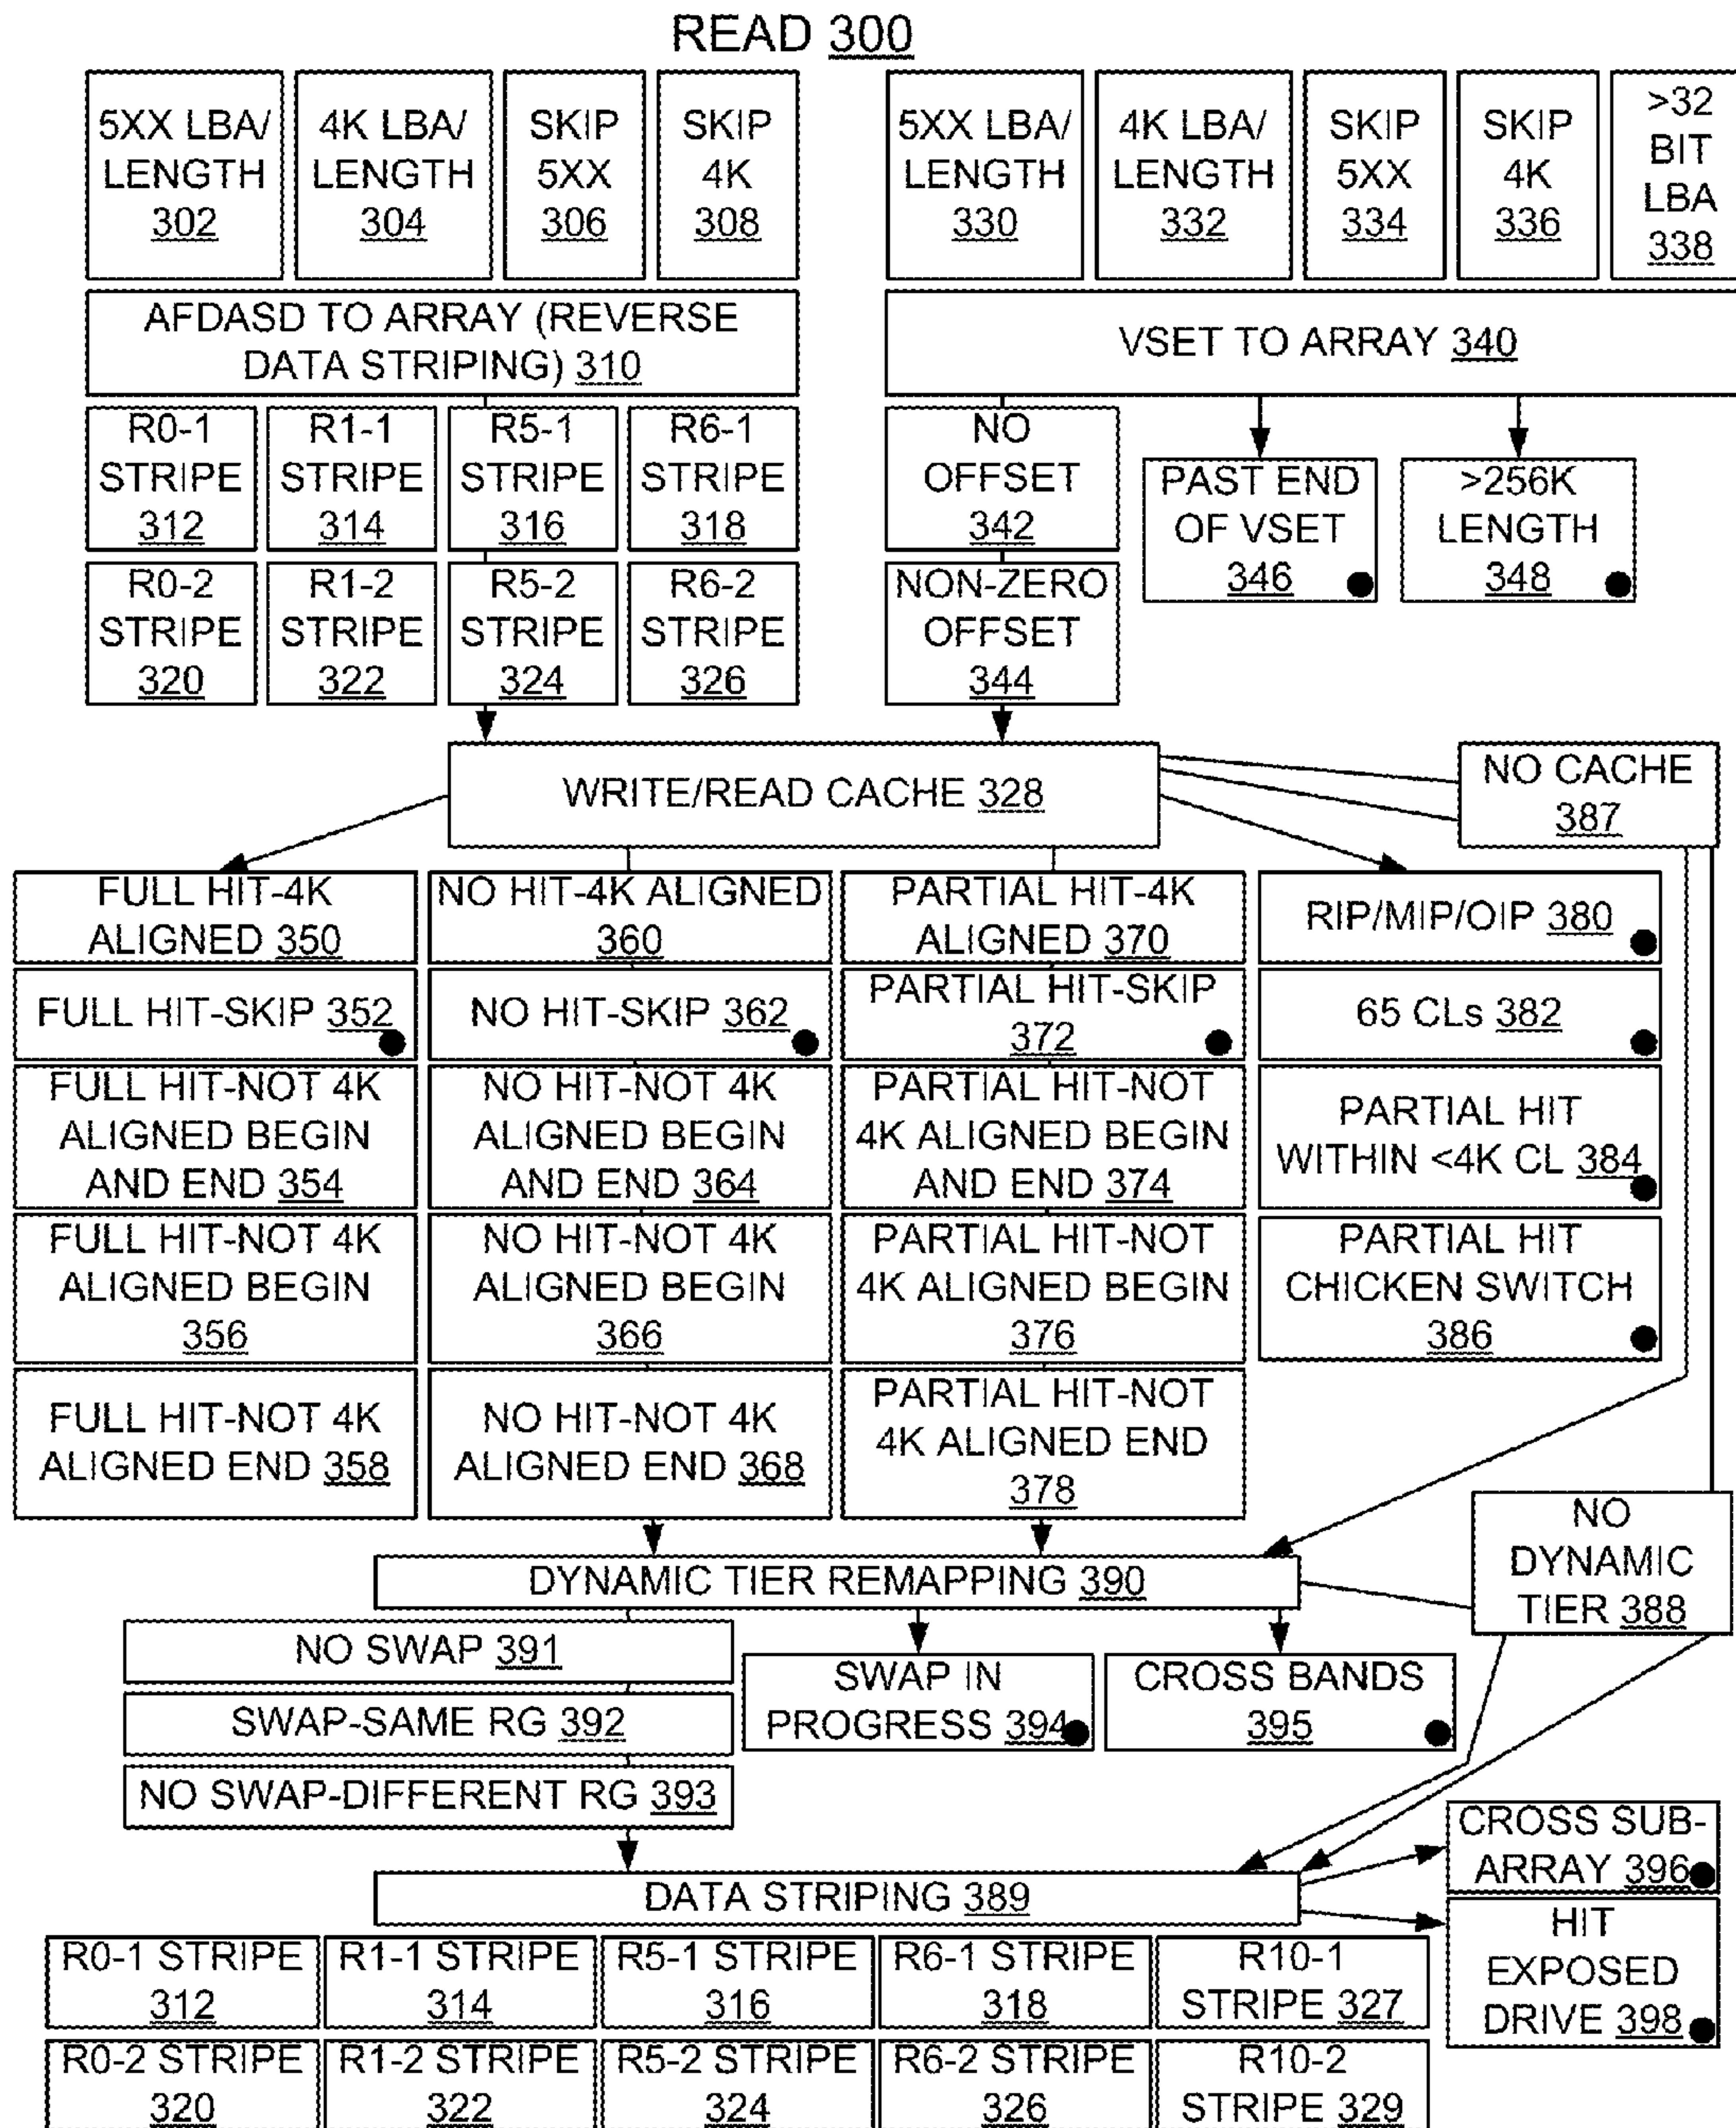 READ 300
5XX LBA/
LENGTH
302
4K LBA/
LENGTH
304
SKIP
5XX
306
SKIP
4K
308
5XX LBA/
LENGTH
330
4K LBA/
LENGTH
332
SKIP
5XX
334
SKIP
4K
336
>32
BIT
LBA
338
AFDASD TO ARRAY (REVERSE
DATA STRIPING) 310
VSET TO ARRAY 340
R0-1
STRIPE
312
R1-1
STRIPE
314
R5-1
STRIPE
316
R6-1
STRIPE
318
NO
OFFSET
342
PAST END
OF VSET
346
>256K
LENGTH
348
R0-2
STRIPE
320
R1-2
STRIPE
322
R5-2
STRIPE
324
R6-2
STRIPE
326
NON-ZERO
OFFSET
344
WRITE/READ CACHE 328
NO CACHE
387
FULL HIT-4K
ALIGNED 350
NO HIT-4K ALIGNED
360
PARTIAL HIT-4K
ALIGNED 370
RIP/MIP/OIP 380
FULL HIT-SKIP 352
NO HIT-SKIP 362
PARTIAL HIT-SKIP
372
65 CLs 382
FULL HIT-NOT 4K
ALIGNED BEGIN
AND END 354
NO HIT-NOT 4K
ALIGNED BEGIN
AND END 364
PARTIAL HIT-NOT
4K ALIGNED BEGIN
AND END 374
PARTIAL HIT
WITHIN <4K CL 384
FULL HIT-NOT 4K
ALIGNED BEGIN
356
NO HIT-NOT 4K
ALIGNED BEGIN
366
PARTIAL HIT-NOT
4K ALIGNED BEGIN
376
PARTIAL HIT
CHICKEN SWITCH
386
FULL HIT-NOT 4K
ALIGNED END 358
NO HIT-NOT 4K
ALIGNED END 368
PARTIAL HIT-NOT
4K ALIGNED END
378
NO
DYNAMIC
TIER 388
DYNAMIC TIER REMAPPING 390
NO SWAP 391
SWAP-SAME RG 392
NO SWAP-DIFFERENT RG 393
SWAP IN
PROGRESS 394
CROSS BANDS
395
CROSS SUB-
ARRAY 396
DATA STRIPING 389
HIT
EXPOSED
DRIVE 398
R0-1 STRIPE
312
R1-1 STRIPE
314
R5-1 STRIPE
316
R6-1 STRIPE
318
R10-1
STRIPE 327
R0-2 STRIPE
320
R1-2 STRIPE
322
R5-2 STRIPE
324
R6-2 STRIPE
326
R10-2
STRIPE 329